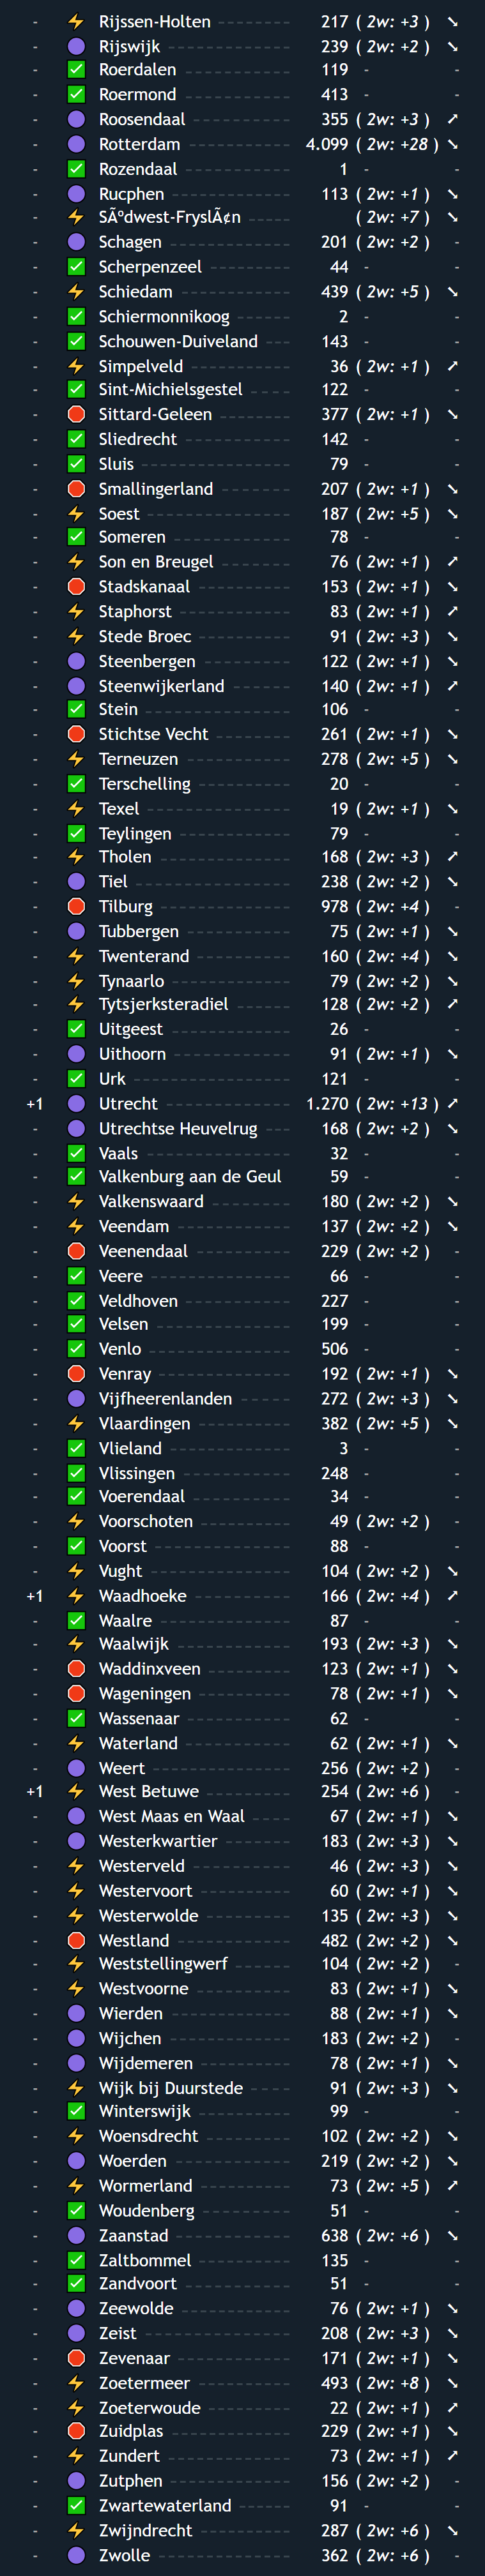 - ⚡ Rijssen-Holten 217 ( 2w: +3 ) ➘
- 🟣 Rijswijk 239 ( 2w: +2 ) ➘
- ✅ Roerdalen 119 - -
- ✅ Roermond 413 - -
- 🟣 Roosendaal 355 ( 2w: +3 ) ➚
- 🟣 Rotterdam 4.099 ( 2w: +28 ) ➘
- ✅ Rozendaal 1 - -
- 🟣 Rucphen 113 ( 2w: +1 ) ➘
- ⚡ SÃºdwest-FryslÃ¢n ( 2w: +7 ) ➘
- 🟣 Schagen 201 ( 2w: +2 ) -
- ✅ Scherpenzeel 44 - -
- ⚡ Schiedam 439 ( 2w: +5 ) ➘
- ✅ Schiermonnikoog 2 - -
- ✅ Schouwen-Duiveland 143 - -
- ⚡ Simpelveld 36 ( 2w: +1 ) ➚
- ✅ Sint-Michielsgestel 122 - -
- 🛑 Sittard-Geleen 377 ( 2w: +1 ) ➘
- ✅ Sliedrecht 142 - -
- ✅ Sluis 79 - -
- 🛑 Smallingerland 207 ( 2w: +1 ) ➘
- ⚡ Soest 187 ( 2w: +5 ) ➘
- ✅ Someren 78 - -
- ⚡ Son en Breugel 76 ( 2w: +1 ) ➚
- 🛑 Stadskanaal 153 ( 2w: +1 ) ➘
- ⚡ Staphorst 83 ( 2w: +1 ) ➚
- ⚡ Stede Broec 91 ( 2w: +3 ) ➘
- 🟣 Steenbergen 122 ( 2w: +1 ) ➘
- 🟣 Steenwijkerland 140 ( 2w: +1 ) ➚
- ✅ Stein 106 - -
- 🛑 Stichtse Vecht 261 ( 2w: +1 ) ➘
- ⚡ Terneuzen 278 ( 2w: +5 ) ➘
- ✅ Terschelling 20 - -
- ⚡ Texel 19 ( 2w: +1 ) ➘
- ✅ Teylingen 79 - -
- ⚡ Tholen 168 ( 2w: +3 ) ➚
- 🟣 Tiel 238 ( 2w: +2 ) ➘
- 🛑 Tilburg 978 ( 2w: +4 ) -
- 🟣 Tubbergen 75 ( 2w: +1 ) ➘
- ⚡ Twenterand 160 ( 2w: +4 ) ➘
- ⚡ Tynaarlo 79 ( 2w: +2 ) ➘
- ⚡ Tytsjerksteradiel 128 ( 2w: +2 ) ➚
- ✅ Uitgeest 26 - -
- 🟣 Uithoorn 91 ( 2w: +1 ) ➘
- ✅ Urk 121 - -
+1 🟣 Utrecht 1.270 ( 2w: +13 ) ➚
- 🟣 Utrechtse Heuvelrug 168 ( 2w: +2 ) ➘
- ✅ Vaals 32 - -
- ✅ Valkenburg aan de Geul 59 - -
- ⚡ Valkenswaard 180 ( 2w: +2 ) ➘
- ⚡ Veendam 137 ( 2w: +2 ) ➘
- 🛑 Veenendaal 229 ( 2w: +2 ) -
- ✅ Veere 66 - -
- ✅ Veldhoven 227 - -
- ✅ Velsen 199 - -
- ✅ Venlo 506 - -
- 🛑 Venray 192 ( 2w: +1 ) ➘
- 🟣 Vijfheerenlanden 272 ( 2w: +3 ) ➘
- ⚡ Vlaardingen 382 ( 2w: +5 ) ➘
- ✅ Vlieland 3 - -
- ✅ Vlissingen 248 - -
- ✅ Voerendaal 34 - -
- ⚡ Voorschoten 49 ( 2w: +2 ) -
- ✅ Voorst 88 - -
- ⚡ Vught 104 ( 2w: +2 ) ➘
+1 ⚡ Waadhoeke 166 ( 2w: +4 ) ➚
- ✅ Waalre 87 - -
- ⚡ Waalwijk 193 ( 2w: +3 ) ➘
- 🛑 Waddinxveen 123 ( 2w: +1 ) ➘
- 🛑 Wageningen 78 ( 2w: +1 ) ➘
- ✅ Wassenaar 62 - -
- ⚡ Waterland 62 ( 2w: +1 ) ➘
- 🟣 Weert 256 ( 2w: +2 ) -
+1 ⚡ West Betuwe 254 ( 2w: +6 ) -
- 🟣 West Maas en Waal 67 ( 2w: +1 ) ➘
- 🟣 Westerkwartier 183 ( 2w: +3 ) ➘
- ⚡ Westerveld 46 ( 2w: +3 ) ➘
- ⚡ Westervoort 60 ( 2w: +1 ) ➘
- ⚡ Westerwolde 135 ( 2w: +3 ) ➘
- 🛑 Westland 482 ( 2w: +2 ) ➘
- ⚡ Weststellingwerf 104 ( 2w: +2 ) -
- ⚡ Westvoorne 83 ( 2w: +1 ) ➘
- 🟣 Wierden 88 ( 2w: +1 ) ➘
- 🟣 Wijchen 183 ( 2w: +2 ) -
- 🟣 Wijdemeren 78 ( 2w: +1 ) ➘
- ⚡ Wijk bij Duurstede 91 ( 2w: +3 ) ➘
- ✅ Winterswijk 99 - -
- ⚡ Woensdrecht 102 ( 2w: +2 ) ➘
- 🟣 Woerden 219 ( 2w: +2 ) ➘
- ⚡ Wormerland 73 ( 2w: +5 ) ➚
- ✅ Woudenberg 51 - -
- 🟣 Zaanstad 638 ( 2w: +6 ) ➘
- ✅ Zaltbommel 135 - -
- ✅ Zandvoort 51 - -
- 🟣 Zeewolde 76 ( 2w: +1 ) ➘
- 🟣 Zeist 208 ( 2w: +3 ) ➘
- 🛑 Zevenaar 171 ( 2w: +1 ) ➘
- ⚡ Zoetermeer 493 ( 2w: +8 ) ➘
- ⚡ Zoeterwoude 22 ( 2w: +1 ) ➚
- 🛑 Zuidplas 229 ( 2w: +1 ) ➘
- ⚡ Zundert 73 ( 2w: +1 ) ➚
- 🟣 Zutphen 156 ( 2w: +2 ) -
- ✅ Zwartewaterland 91 - -
- ⚡ Zwijndrecht 287 ( 2w: +6 ) ➘
- 🟣 Zwolle 362 ( 2w: +6 ) -